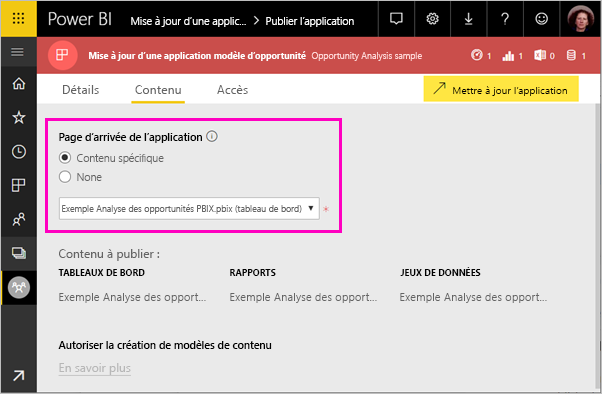 Power BI Mise à jour d'une applic... > Publier l'application
Mise à jour d'une application modèle d'opportunité Opportunity Analysis sample 1 1 0 1
Détails Contenu Accès Mettre à jour l'application
Page d'arrivée de l'application
Contenu spécifique
None
Exemple Analyse des opportunités PBIX.pbix (tableau de bord) *
Contenu à publier :
TABLEAUX DE BORD RAPPORTS JEUX DE DONNÉES
Exemple Analyse des opport... Exemple Analyse des opport... Exemple Analyse des opport...
Autoriser la création de modèles de contenu
En savoir plus